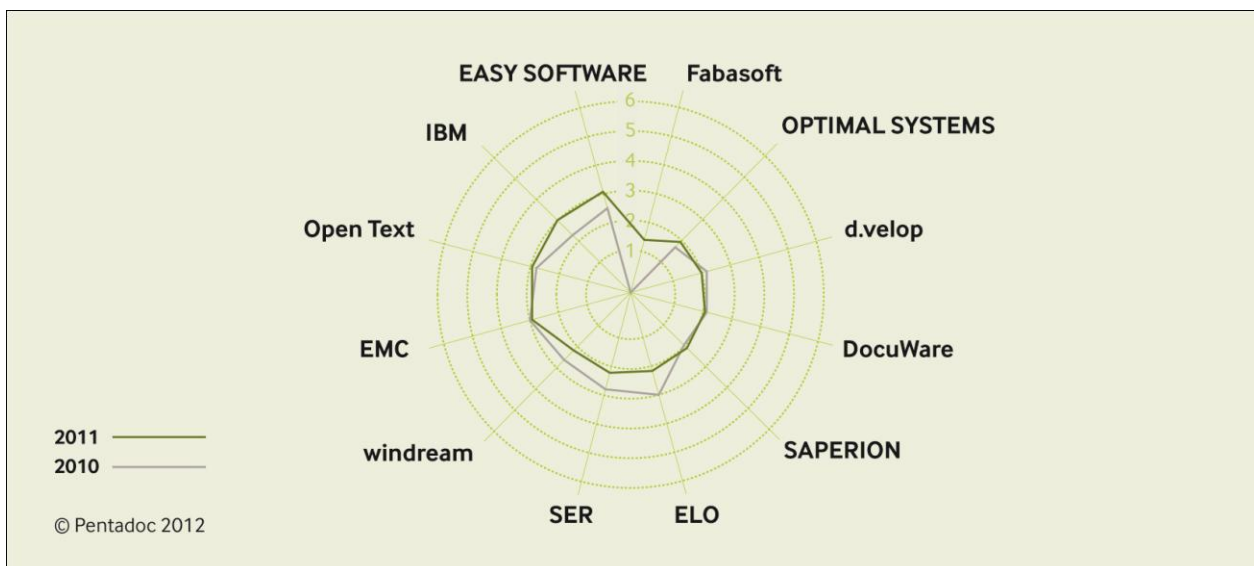 EASY SOFTWARE
Fabasoft
IBM
OPTIMAL SYSTEMS
Open Text
d.velop
EMC
DocuWare
windream
SAPERION
SER
ELO
6
5
4
3
2
1
2011
2010
© Pentadoc 2012